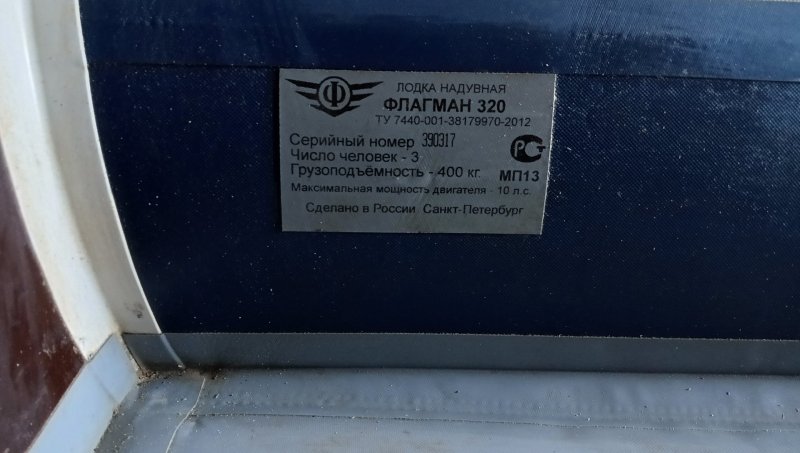 ЛОДКА НАДУВНАЯ
ФЛАГМАН 320
ТУ 7440-001-38179970-2012
Серийный номер 390317
Число человек - 3
Грузоподъёмность - 400 кг.
МП13
Максимальная мощность двигателя - 10 л.с.
Сделано в России Санкт-Петербург